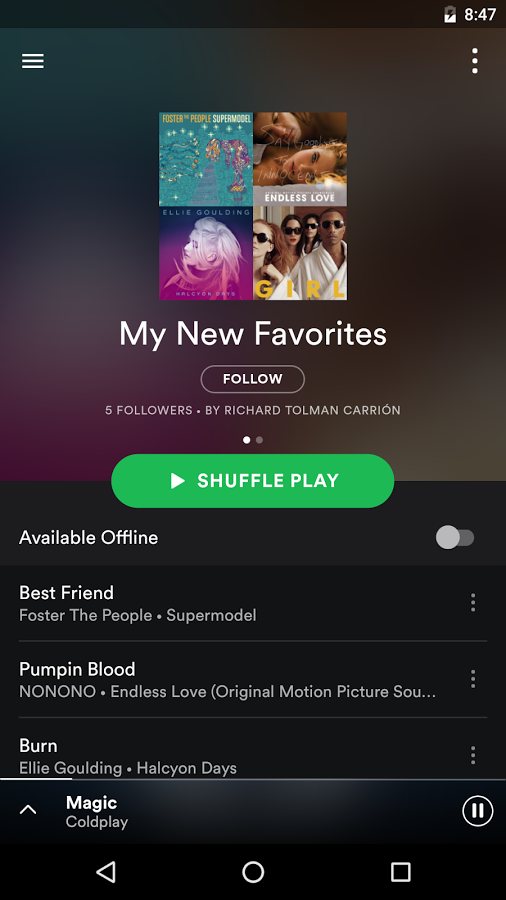 8:47
FOSTER THE PEOPLE SUPERMODEL
ENDLESS LOVE
ELLIE GOULDING
HALCYON DAYS
GIRL
My New Favorites
FOLLOW
5 FOLLOWERS • BY RICHARD TOLMAN CARRIÓN
SHUFFLE PLAY
Available Offline
Best Friend
Foster The People • Supermodel
Pumpin Blood
NONONO • Endless Love (Original Motion Picture Sou...
Burn
Ellie Goulding • Halcyon Days
Magic
Coldplay